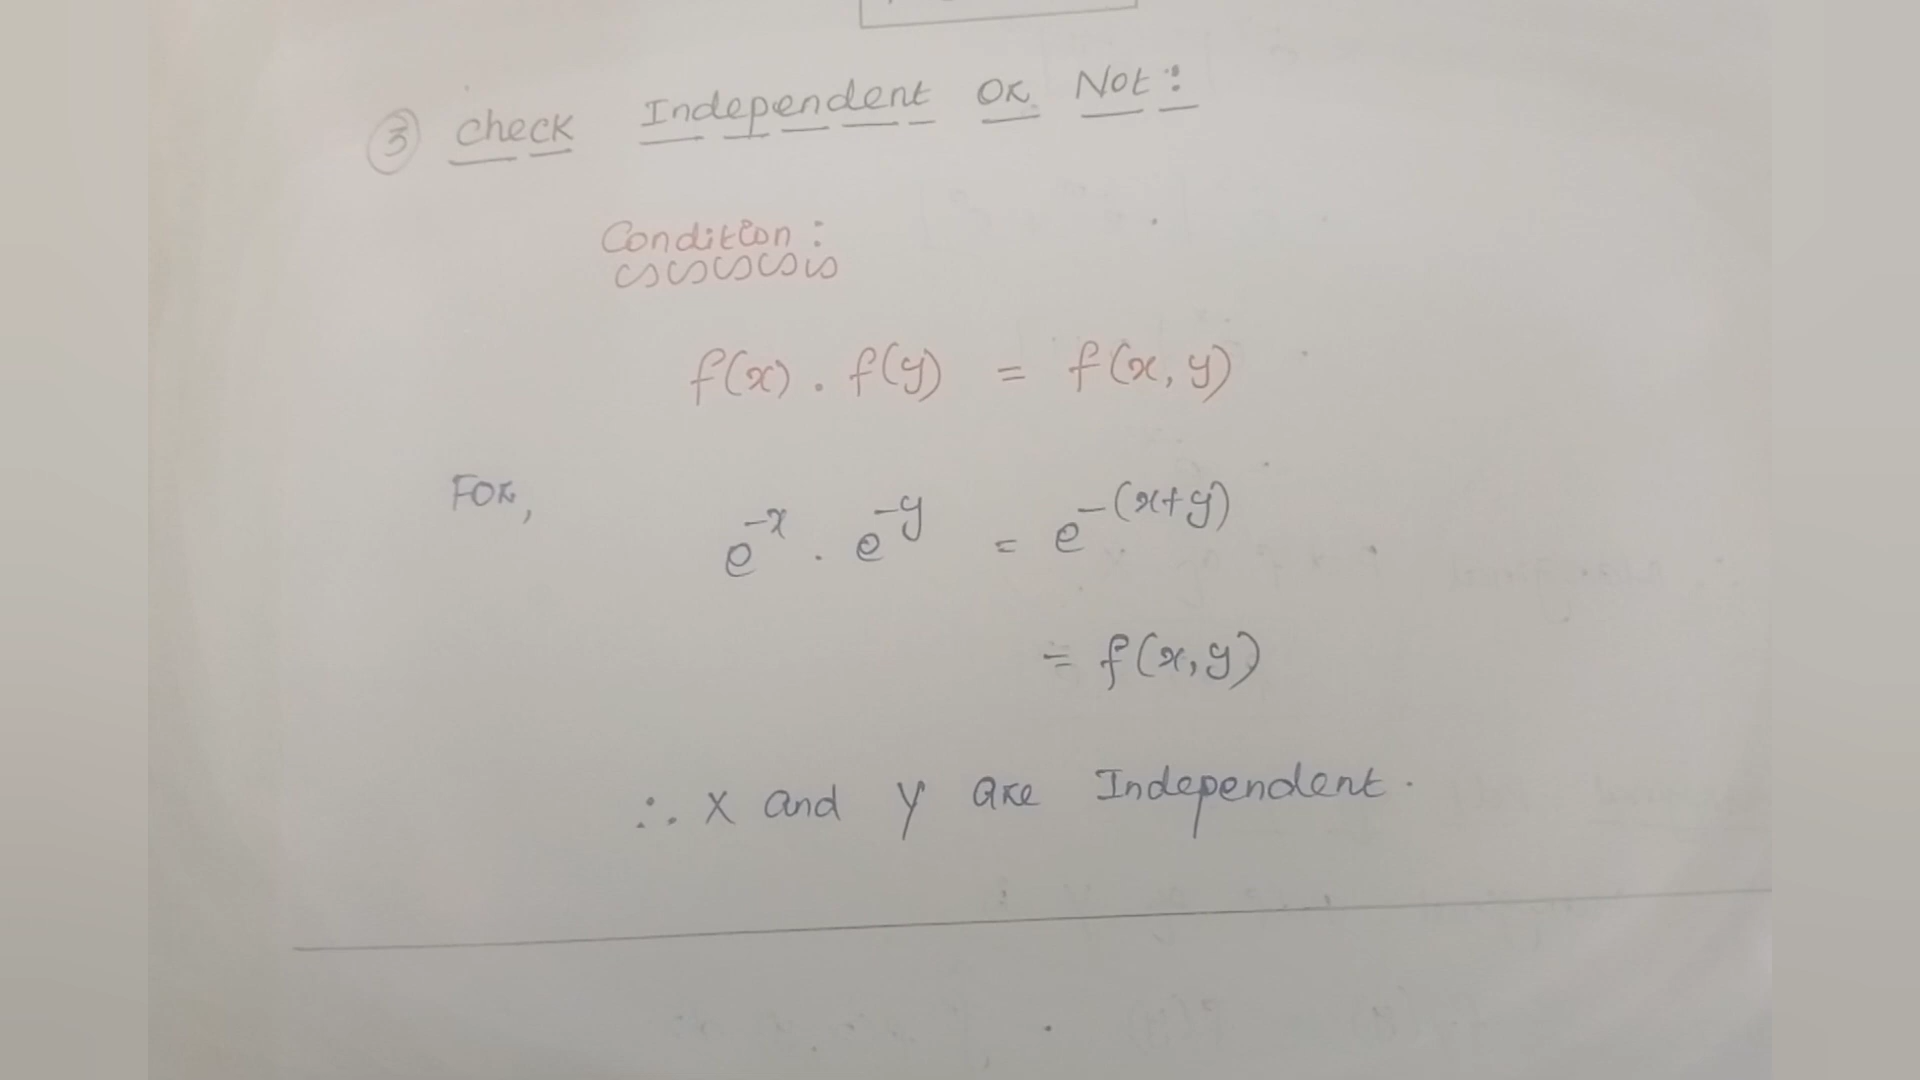 ③ check Independent or Not:
Condition:
f(x) . f(y) = f(x, y)
For, e^-x . e^-y = e^-(x+y)
= f(x,y)
∴ X and Y are Independent.